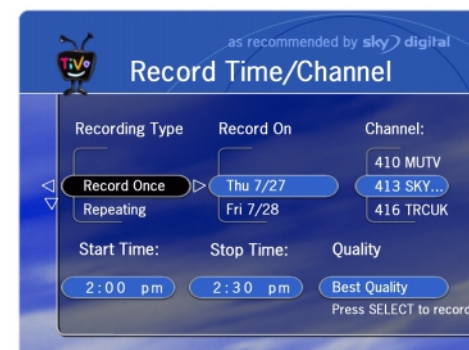 as recommended by sky digital
TiVo
Record Time/Channel
Recording Type Record On Channel:
410 MUTV
Record Once Thu 7/27 413 SKY...
Repeating Fri 7/28 416 TRCUK
Start Time: Stop Time: Quality
2:00 pm 2:30 pm Best Quality
Press SELECT to record